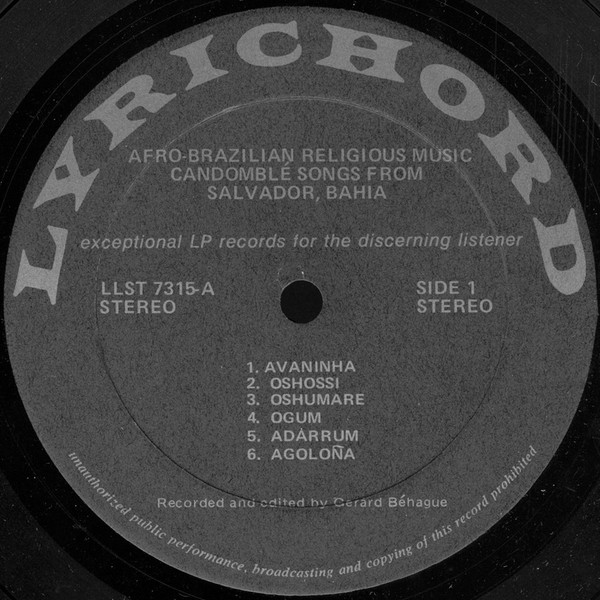 LYRICHORD
AFRO-BRAZILIAN RELIGIOUS MUSIC
CANDOMBLÉ SONGS FROM
SALVADOR, BAHIA
exceptional LP records for the discerning listener
LLST 7315-A
STEREO
SIDE 1
STEREO
1. AVANINHA
2. OSHOSSI
3. OSHUMARE
4. OGUM
5. ADÁRRUM
6. AGOLOÑA
Recorded and edited by Gerard Béhague
unauthorized public performance, broadcasting and copying of this record prohibited